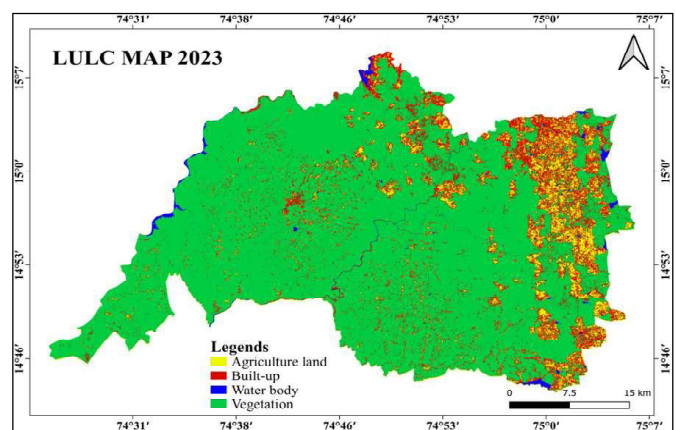 74°31' 74°38' 74°46' 74°53' 75°0' 75°7'
LULC MAP 2023
15°7'
15°7'
15°0'
15°0'
14°53'
14°53'
14°46'
14°46'
Legends
Agriculture land
Built-up
Water body
Vegetation
0 7.5 15 km
74°31' 74°38' 74°46' 74°53' 75°0' 75°7'